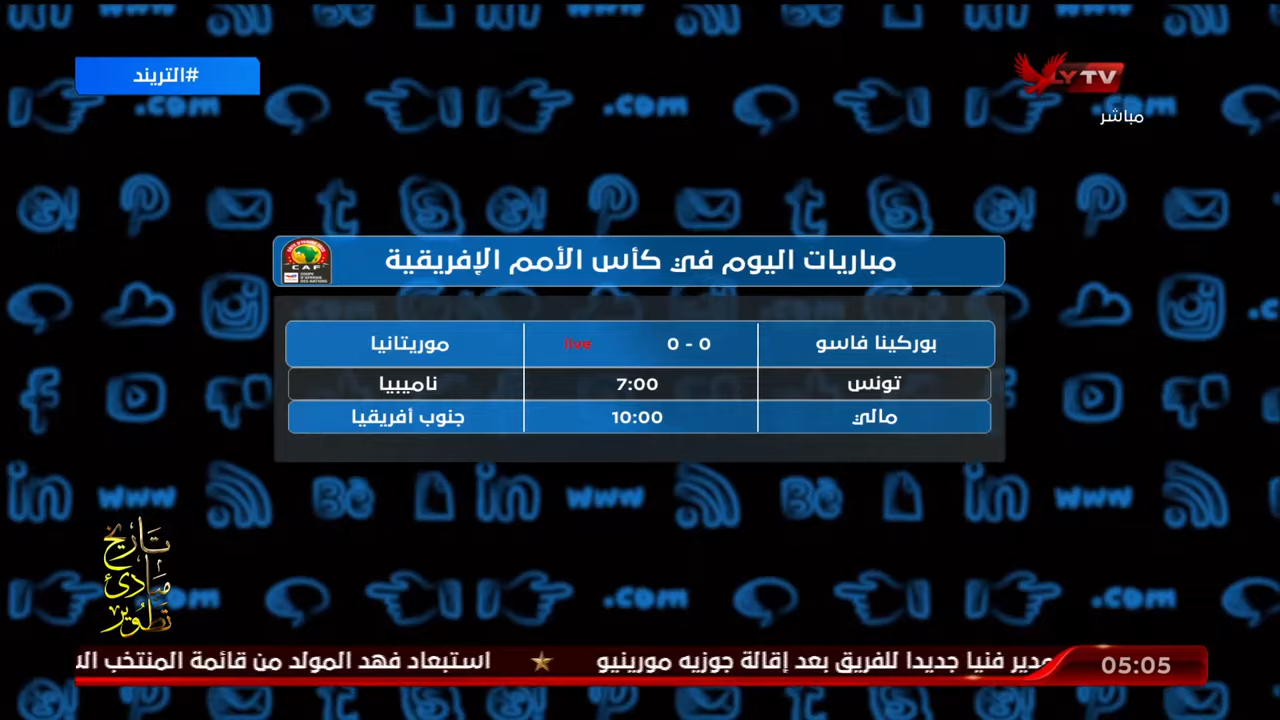 #التريند
LYTV
مباشر
مباريات اليوم في كأس الأمم الإفريقية
CAF
بوركينا فاسو 0 - 0 live موريتانيا
تونس 7:00 ناميبيا
مالي 10:00 جنوب أفريقيا
تاريخ
مبادئ
تطوير
05:05 مدير فنيا جديدا للفريق بعد إقالة جوزيه مورينيو ★ استبعاد فهد المولد من قائمة المنتخب